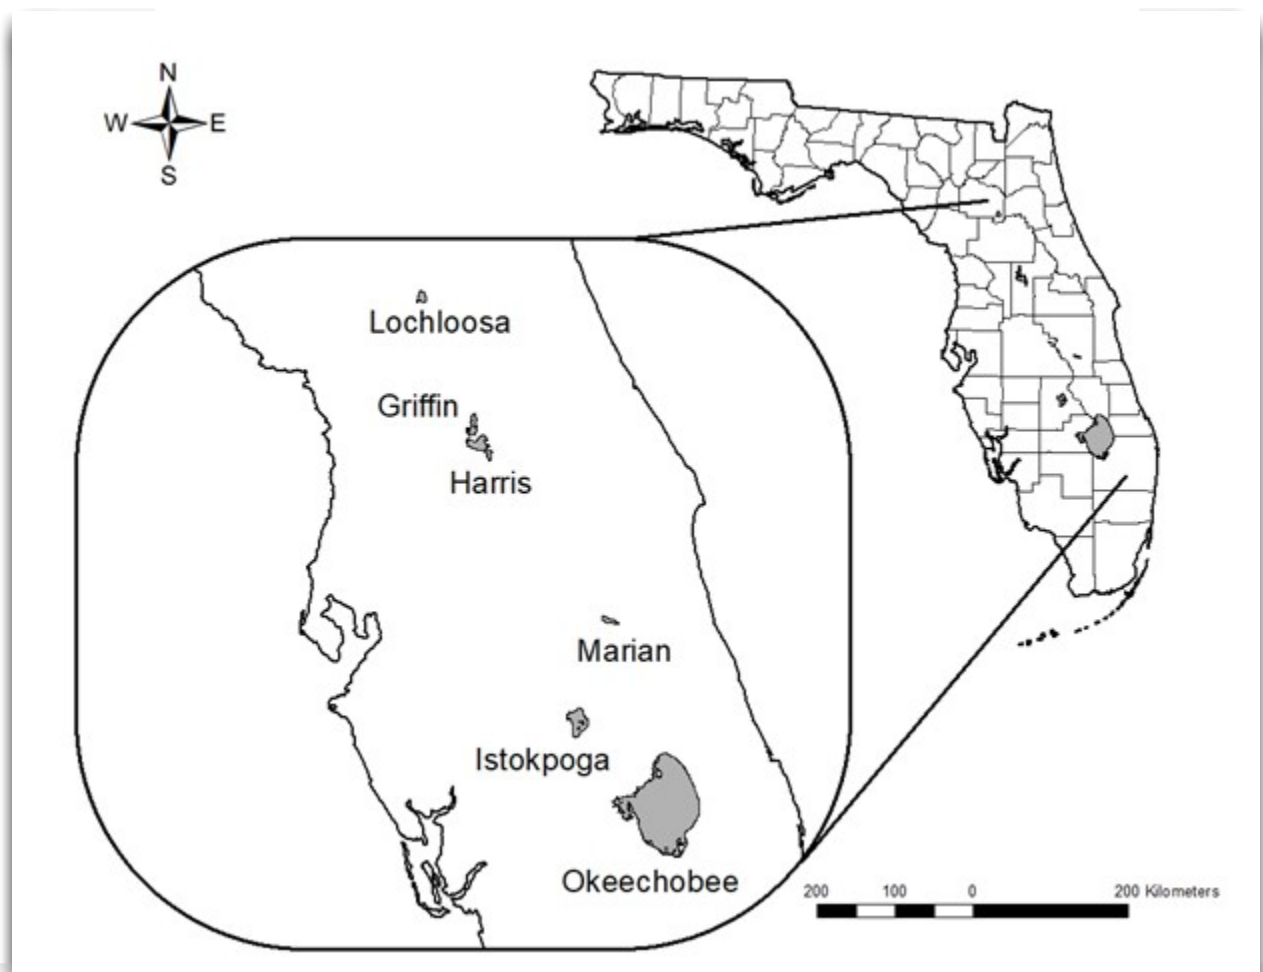 N
W E
S
Lochloosa
Griffin
Harris
Marian
Istokpoga
Okeechobee
200 100 0 200 Kilometers